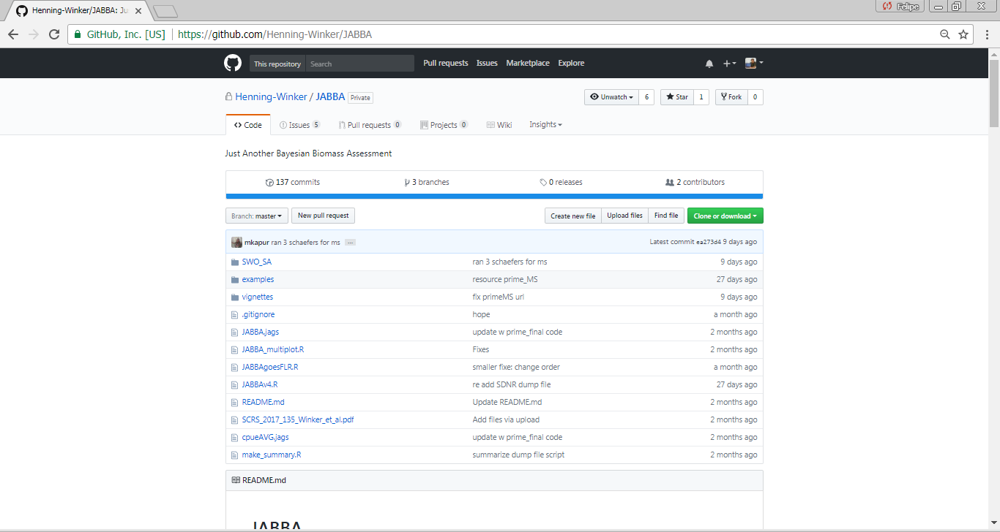 Henning-Winker/JABBA: Ju
Felipe
GitHub, Inc. [US] https://github.com/Henning-Winker/JABBA
This repository Search Pull requests Issues Marketplace Explore
Henning-Winker / JABBA Private Unwatch 6 Star 1 Fork 0
Code Issues 5 Pull requests 0 Projects 0 Wiki Insights
Just Another Bayesian Biomass Assessment
137 commits 3 branches 0 releases 2 contributors
Branch: master New pull request Create new file Upload files Find file Clone or download
mkapur ran 3 schaefers for ms ... Latest commit ea273d4 9 days ago
SWO_SA ran 3 schaefers for ms 9 days ago
examples resource prime_MS 27 days ago
vignettes fix primeMS url 9 days ago
.gitignore hope a month ago
JABBA.jags update w prime_final code 2 months ago
JABBA_multiplot.R Fixes 2 months ago
JABBAgoesFLR.R smaller fixe: change order a month ago
JABBAv4.R re add SDNR dump file 27 days ago
README.md Update README.md 2 months ago
SCRS_2017_135_Winker_et_al.pdf Add files via upload 2 months ago
cpueAVG.jags update w prime_final code 2 months ago
make_summary.R summarize dump file script 2 months ago
README.md
JABBA